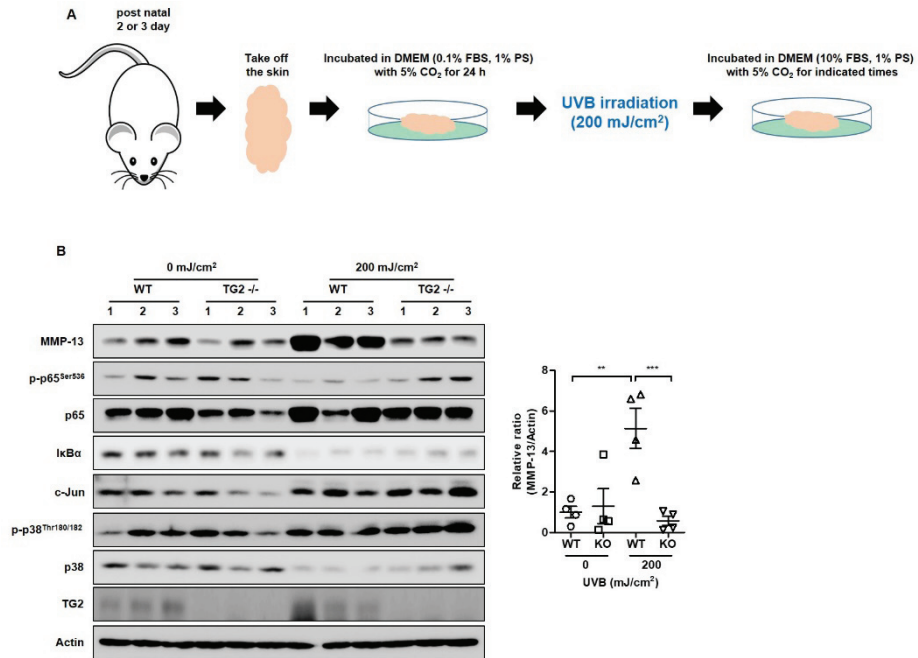 A
post natal
2 or 3 day
Take off
the skin
Incubated in DMEM (0.1% FBS, 1% PS)
with 5% CO₂ for 24 h
UVB irradiation
(200 mJ/cm²)
Incubated in DMEM (10% FBS, 1% PS)
with 5% CO₂ for indicated times
B
0 mJ/cm² 200 mJ/cm²
WT TG2 -/- WT TG2 -/-
1 2 3 1 2 3 1 2 3 1 2 3
MMP-13
p-p65^Ser536
p65
IκBα
c-Jun
p-p38^Thr180/182
p38
TG2
Actin
Relative ratio
(MMP-13/Actin)
8
6
4
2
0
** ***
WT KO WT KO
0 200
UVB (mJ/cm²)